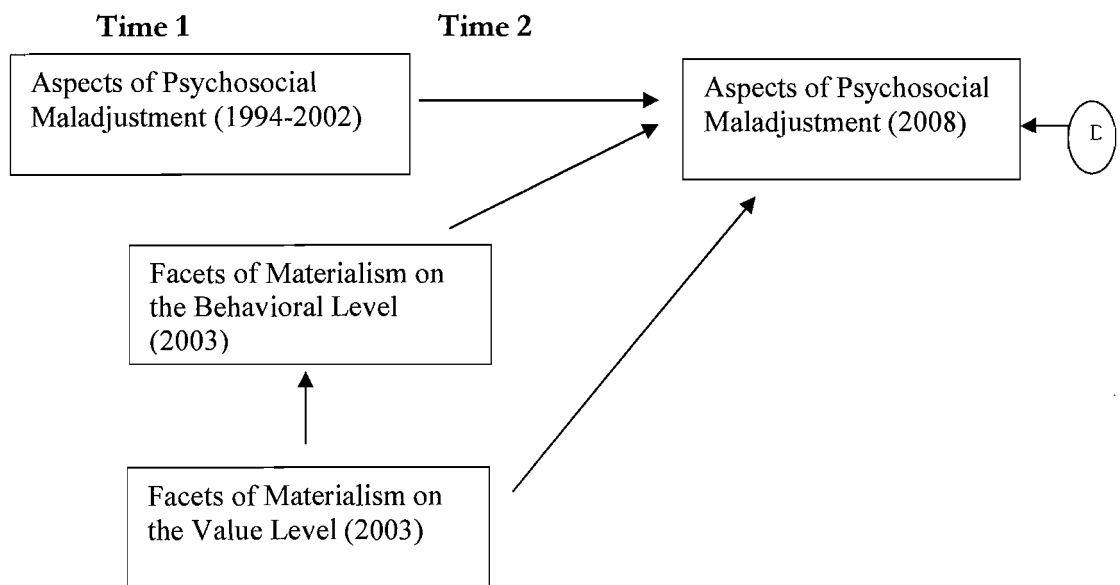 Time 1
Time 2
Aspects of Psychosocial
Maladjustment (1994-2002)
Aspects of Psychosocial
Maladjustment (2008)
Facets of Materialism on
the Behavioral Level
(2003)
Facets of Materialism on
the Value Level (2003)